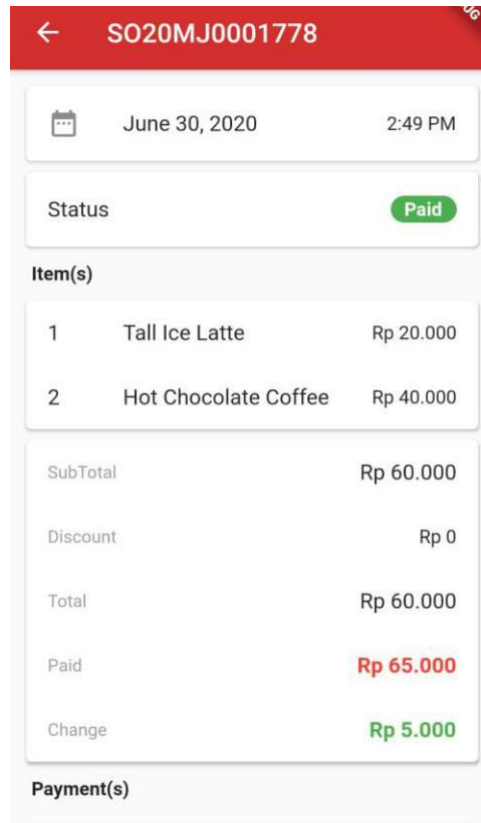 SO20MJ0001778
June 30, 2020 2:49 PM
Status Paid
Item(s)
1 Tall Ice Latte Rp 20.000
2 Hot Chocolate Coffee Rp 40.000
SubTotal Rp 60.000
Discount Rp 0
Total Rp 60.000
Paid Rp 65.000
Change Rp 5.000
Payment(s)